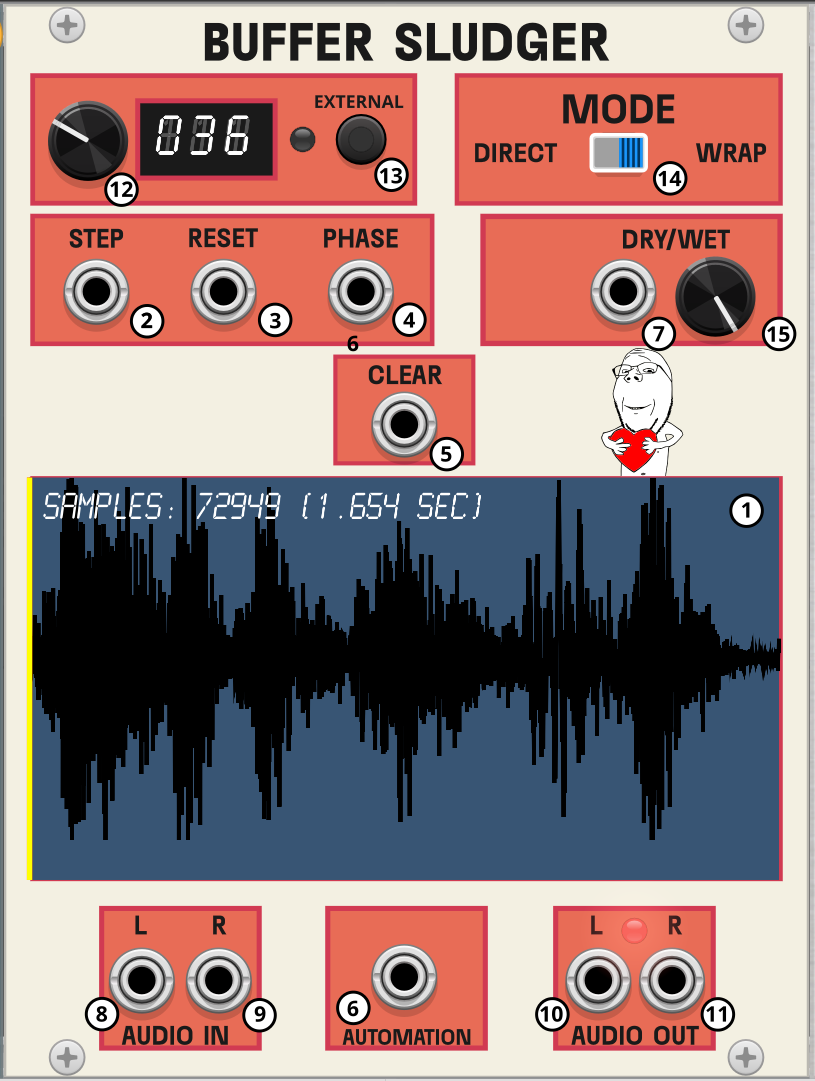 BUFFER SLUDGER
EXTERNAL
036
12
13
MODE
DIRECT
WRAP
14
STEP
RESET
PHASE
2
3
4
6
DRY/WET
7
15
CLEAR
5
SAMPLES: 72949 (1.654 SEC)
1
L
R
8
9
AUDIO IN
6
AUTOMATION
L
R
10
11
AUDIO OUT